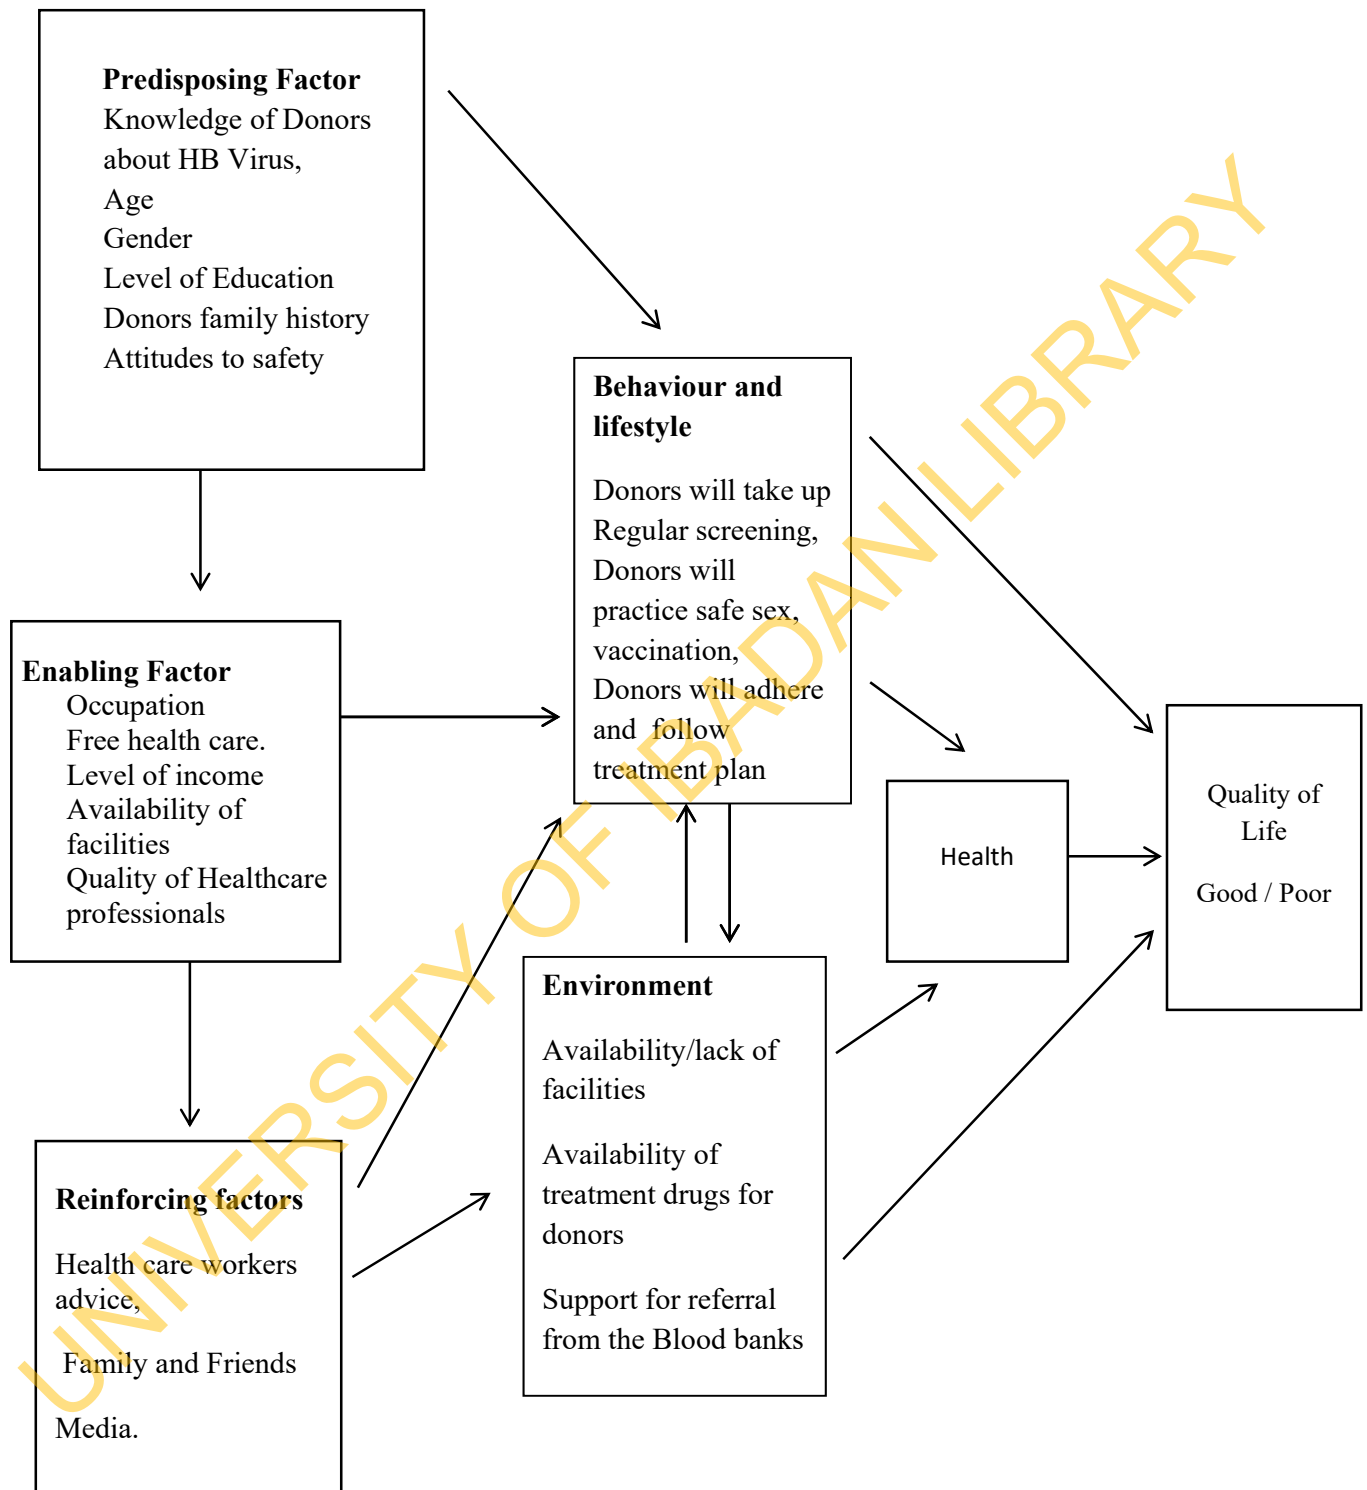 Predisposing Factor
Knowledge of Donors
about HB Virus,
Age
Gender
Level of Education
Donors family history
Attitudes to safety
Enabling Factor
Occupation
Free health care.
Level of income
Availability of
facilities
Quality of Healthcare
professionals
Reinforcing factors
Health care workers
advice,
Family and Friends
Media.
Behaviour and
lifestyle
Donors will take up
Regular screening,
Donors will
practice safe sex,
vaccination,
Donors will adhere
and follow
treatment plan
Environment
Availability/lack of
facilities
Availability of
treatment drugs for
donors
Support for referral
from the Blood banks
Health
Quality of
Life
Good / Poor
UNIVERSITY OF IBADAN LIBRARY